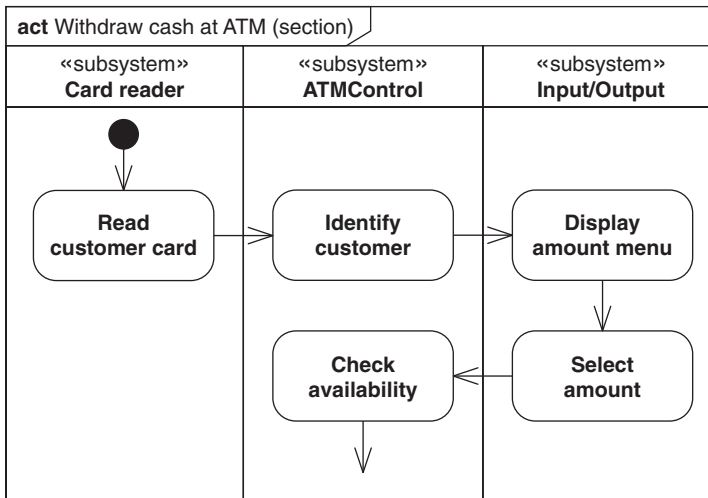 act Withdraw cash at ATM (section)
«subsystem»
Card reader
«subsystem»
ATMControl
«subsystem»
Input/Output
Read
customer card
Identify
customer
Display
amount menu
Check
availability
Select
amount